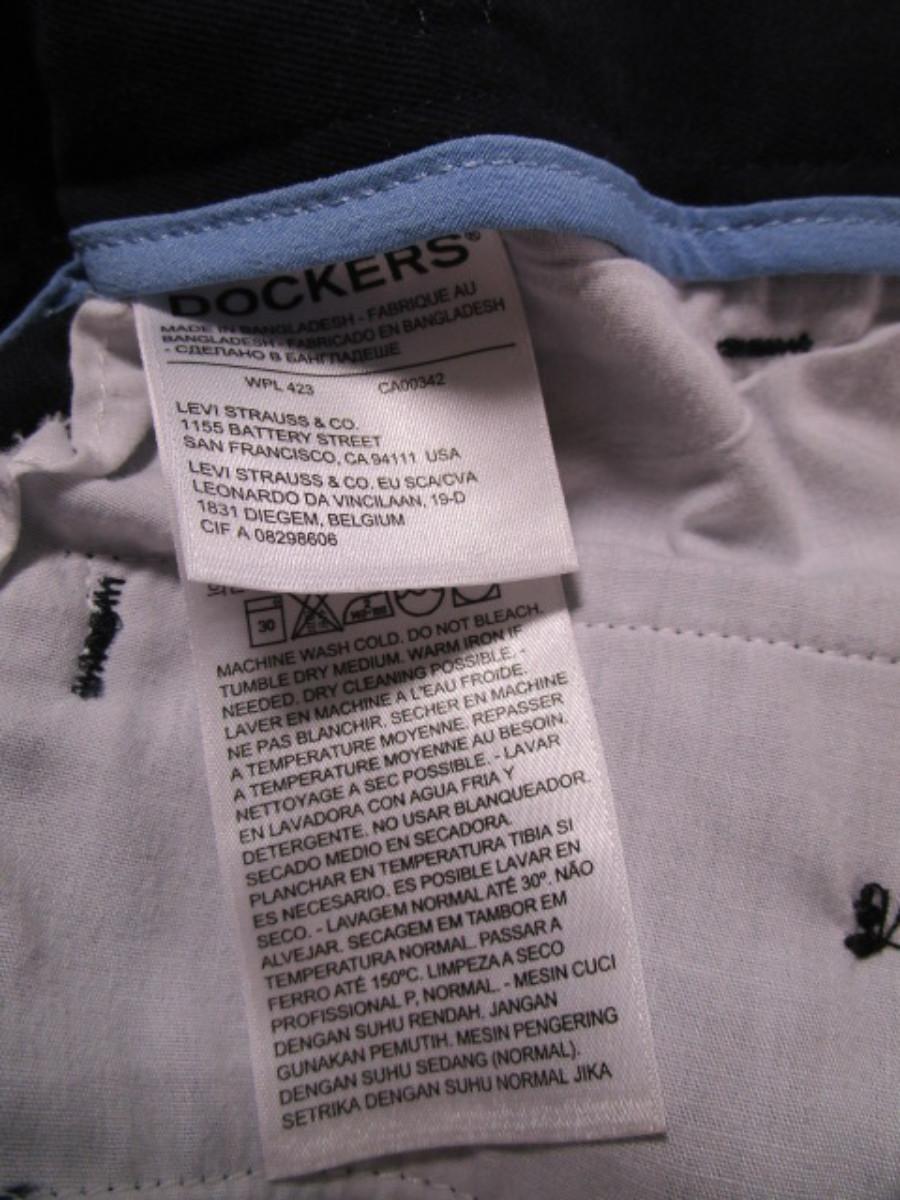 DOCKERS®
MADE IN BANGLADESH - FABRIQUE AU
BANGLADESH - FABRICADO EN BANGLADESH
- СДЕЛАНО В БАНГЛАДЕШЕ
WPL 423 CA00342
LEVI STRAUSS & CO.
1155 BATTERY STREET
SAN FRANCISCO, CA 94111 USA
LEVI STRAUSS & CO. EU SCA/CVA
LEONARDO DA VINCILAAN, 19-D
1831 DIEGEM, BELGIUM
CIF A 08298606
30
MACHINE WASH COLD. DO NOT BLEACH.
TUMBLE DRY MEDIUM. WARM IRON IF
NEEDED. DRY CLEANING POSSIBLE. -
LAVER EN MACHINE A L'EAU FROIDE.
NE PAS BLANCHIR. SECHER EN MACHINE
A TEMPERATURE MOYENNE. REPASSER
A TEMPERATURE MOYENNE AU BESOIN.
NETTOYAGE A SEC POSSIBLE. - LAVAR
EN LAVADORA CON AGUA FRIA Y
DETERGENTE. NO USAR BLANQUEADOR.
SECADO MEDIO EN SECADORA.
PLANCHAR EN TEMPERATURA TIBIA SI
ES NECESARIO. ES POSIBLE LAVAR EN
SECO. - LAVAGEM NORMAL ATÉ 30º. NÃO
ALVEJAR. SECAGEM EM TAMBOR EM
TEMPERATURA NORMAL. PASSAR A
FERRO ATÉ 150ºC. LIMPEZA A SECO
PROFISSIONAL P, NORMAL. - MESIN CUCI
DENGAN SUHU RENDAH. JANGAN
GUNAKAN PEMUTIH. MESIN PENGERING
DENGAN SUHU SEDANG (NORMAL).
SETRIKA DENGAN SUHU NORMAL JIKA